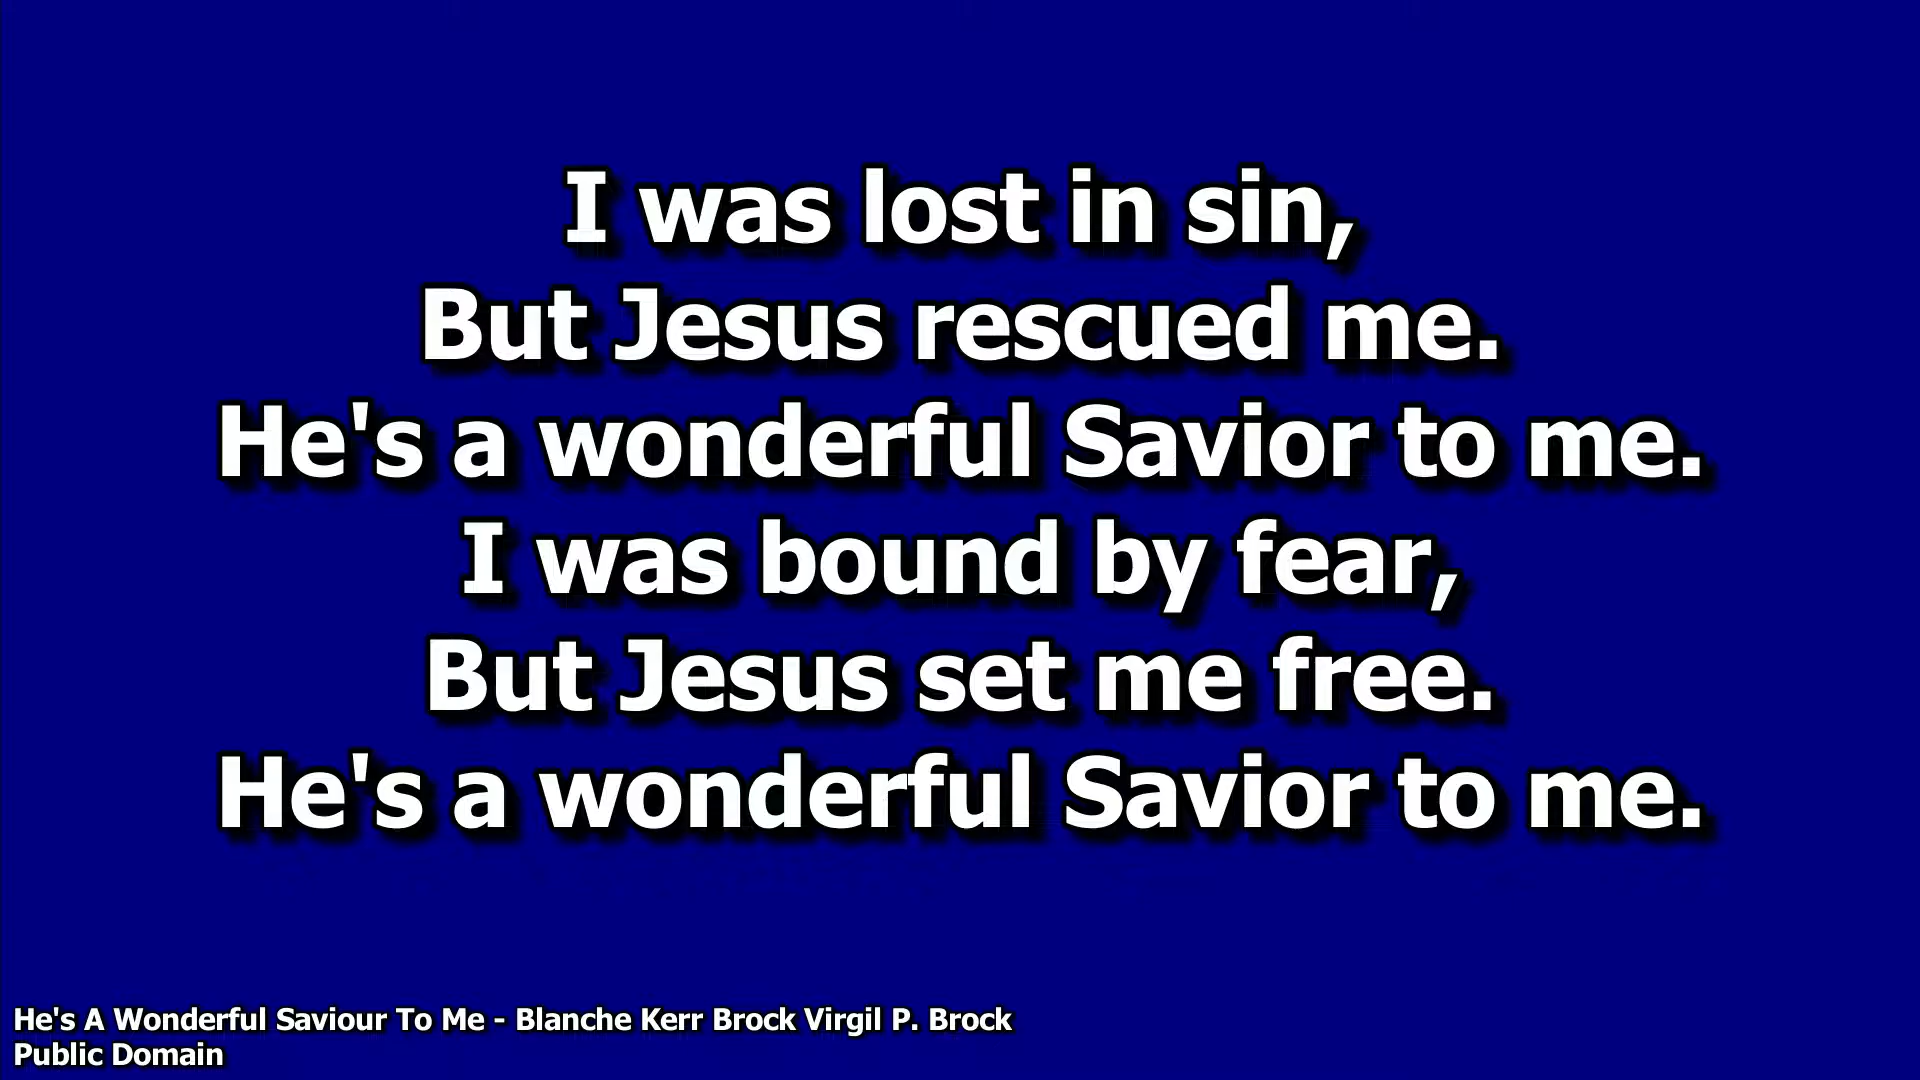 I was lost in sin,
But Jesus rescued me.
He's a wonderful Savior to me.
I was bound by fear,
But Jesus set me free.
He's a wonderful Savior to me.
He's A Wonderful Saviour To Me - Blanche Kerr Brock Virgil P. Brock
Public Domain